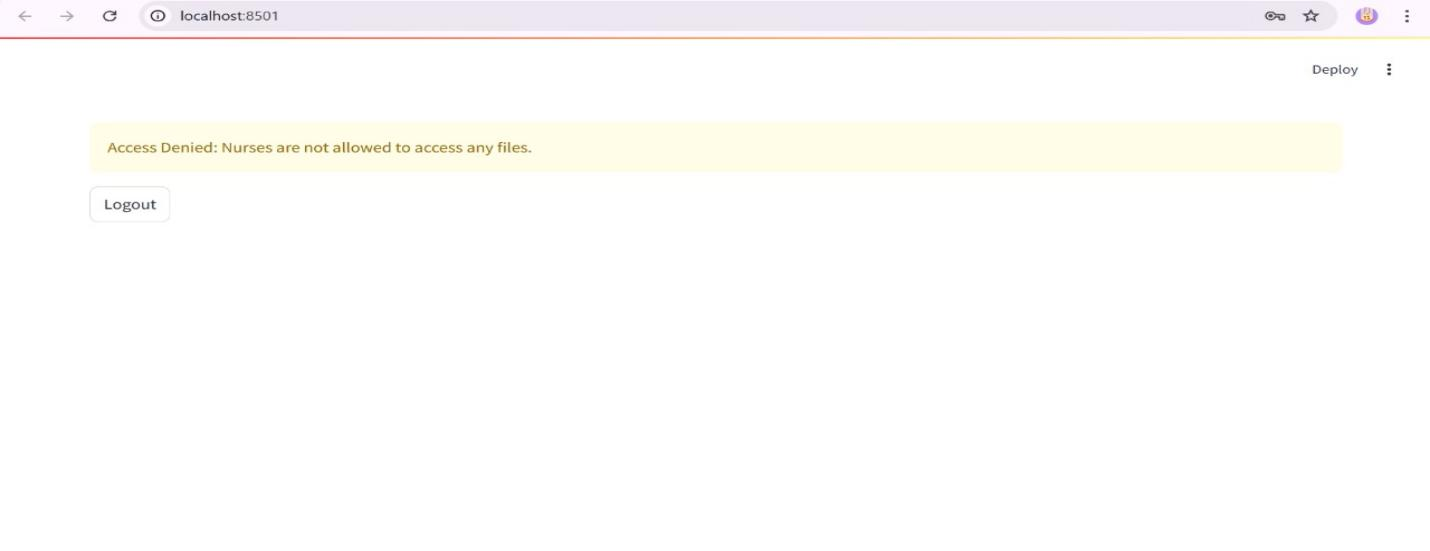 localhost:8501
Deploy
Access Denied: Nurses are not allowed to access any files.
Logout